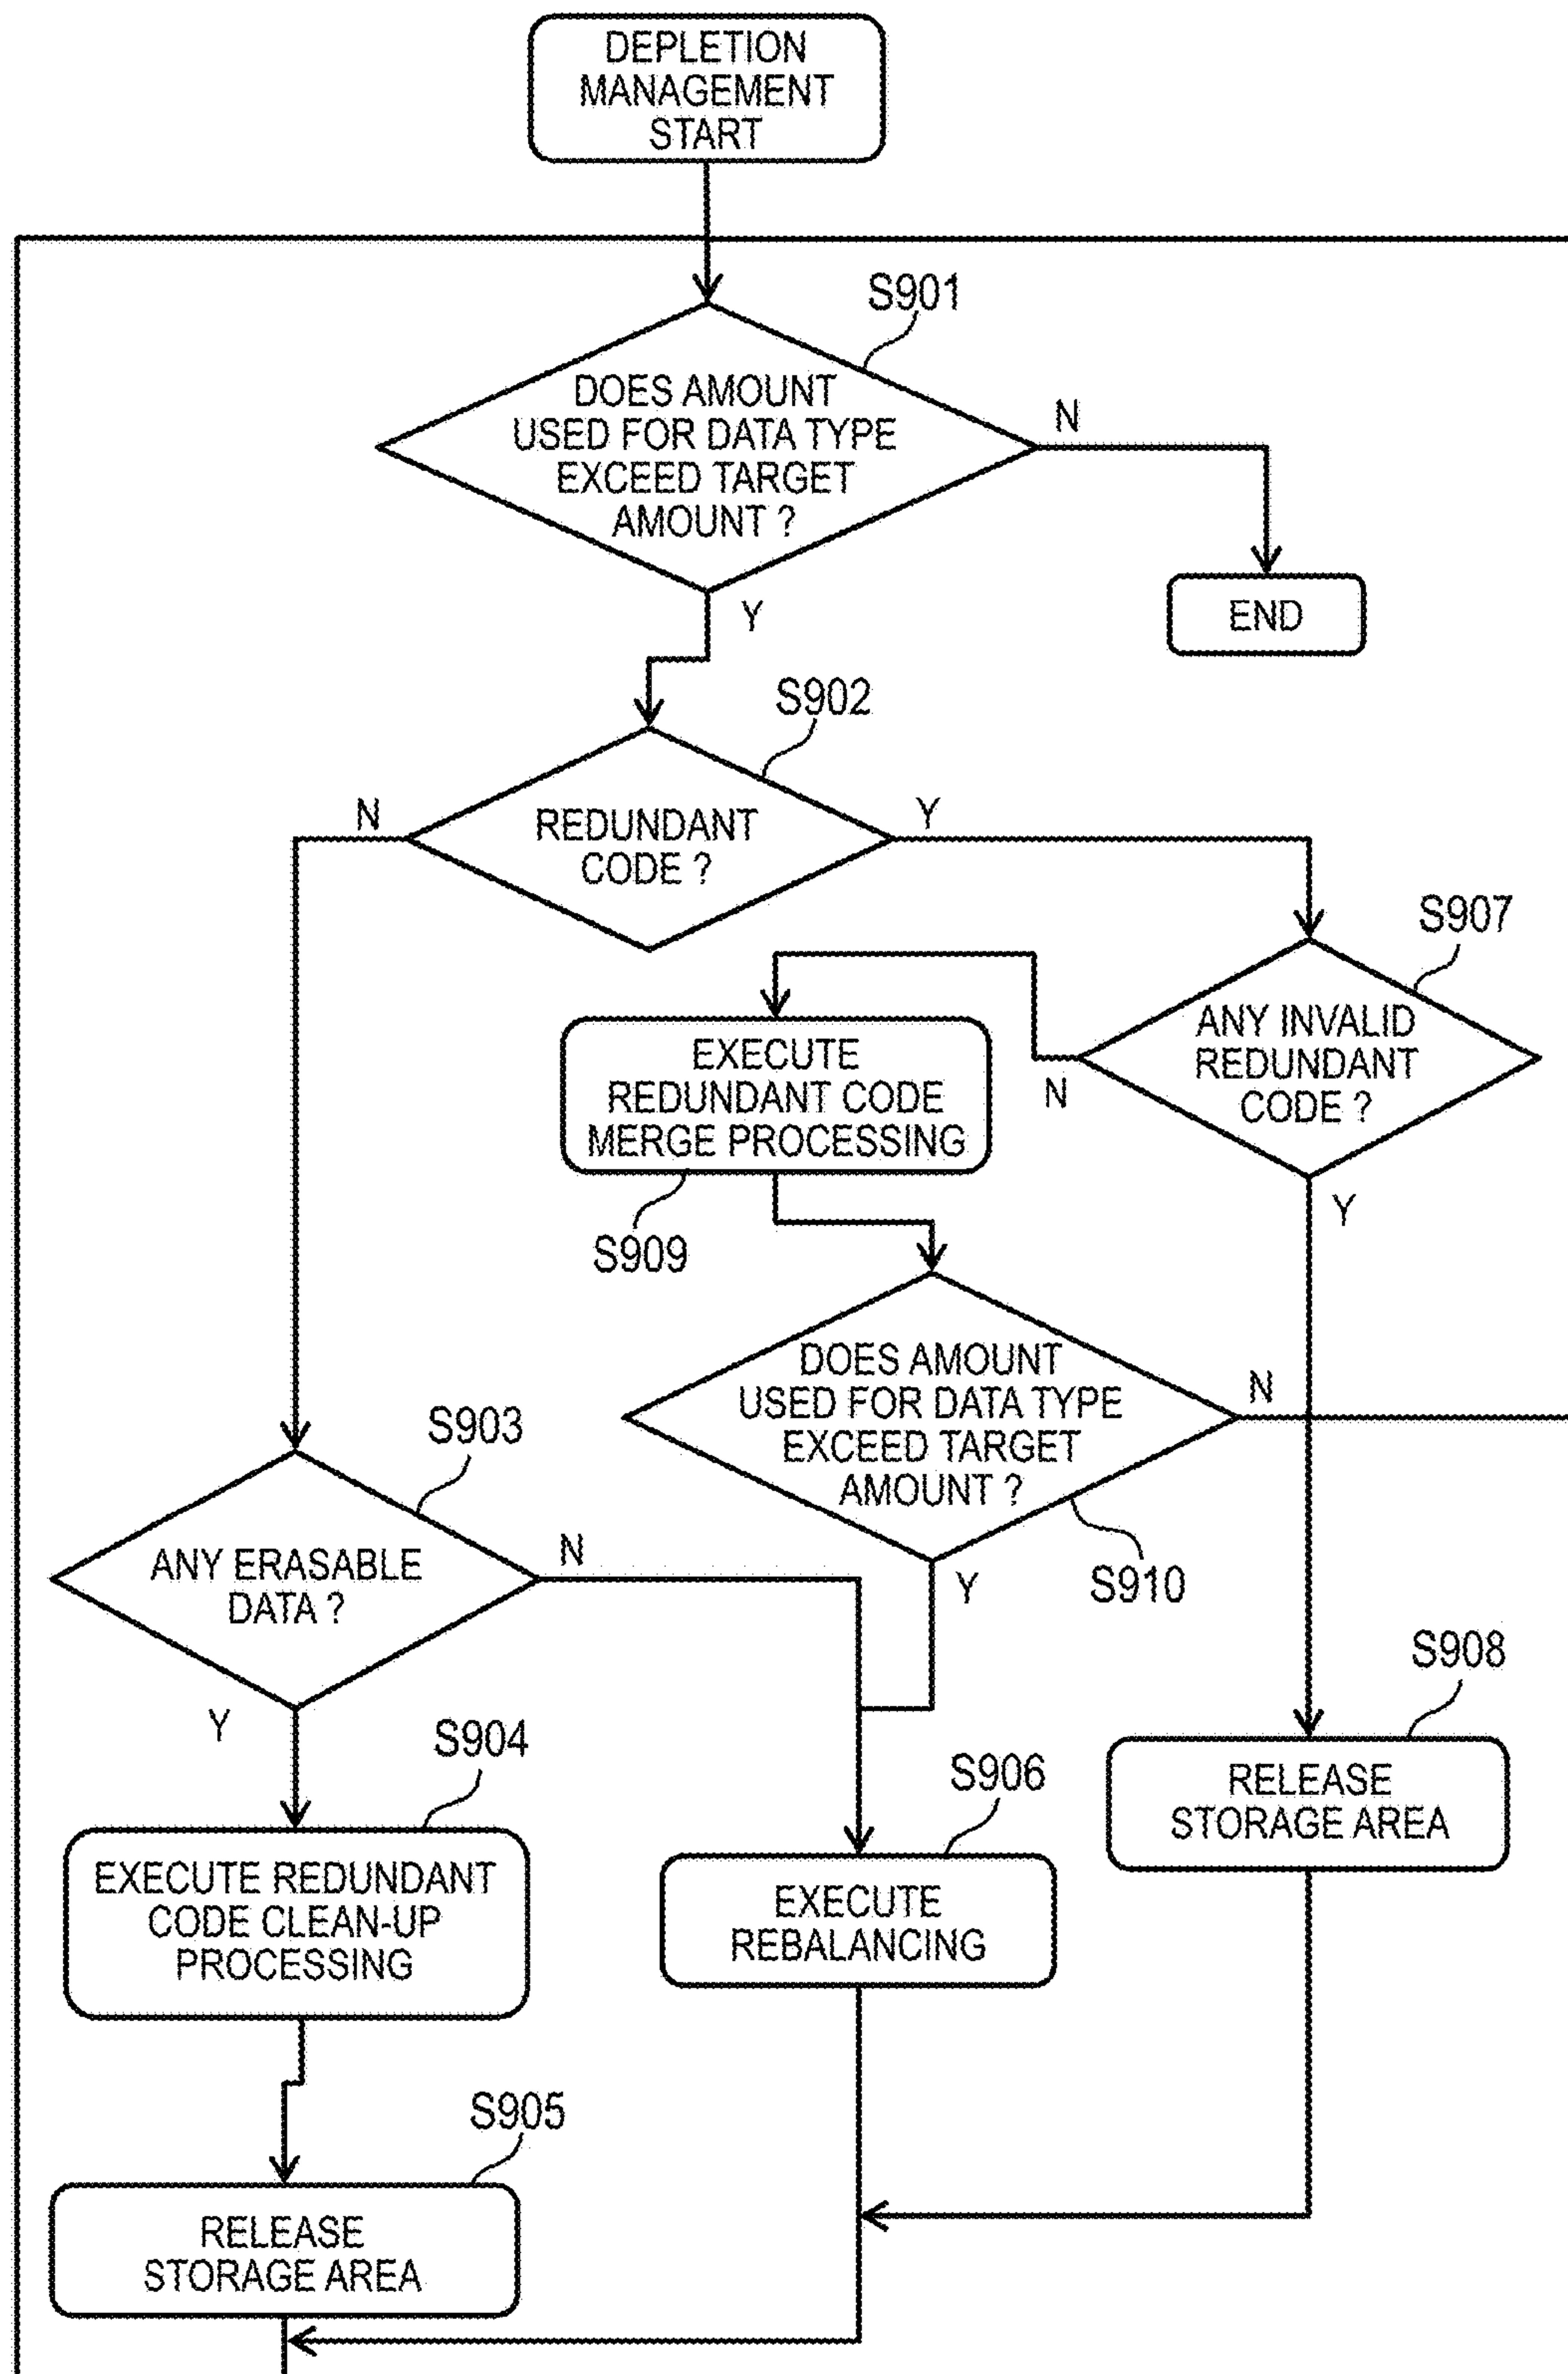 DEPLETION
MANAGEMENT
START
S901
DOES AMOUNT
USED FOR DATA TYPE
EXCEED TARGET
AMOUNT ?
N
Y
END
S902
N
REDUNDANT
CODE ?
Y
S907
ANY INVALID
REDUNDANT
CODE ?
N
Y
EXECUTE
REDUNDANT CODE
MERGE PROCESSING
S909
DOES AMOUNT
USED FOR DATA TYPE
EXCEED TARGET
AMOUNT ?
N
Y
S910
S903
ANY ERASABLE
DATA ?
N
Y
S904
EXECUTE REDUNDANT
CODE CLEAN-UP
PROCESSING
S906
EXECUTE
REBALANCING
S908
RELEASE
STORAGE AREA
S905
RELEASE
STORAGE AREA